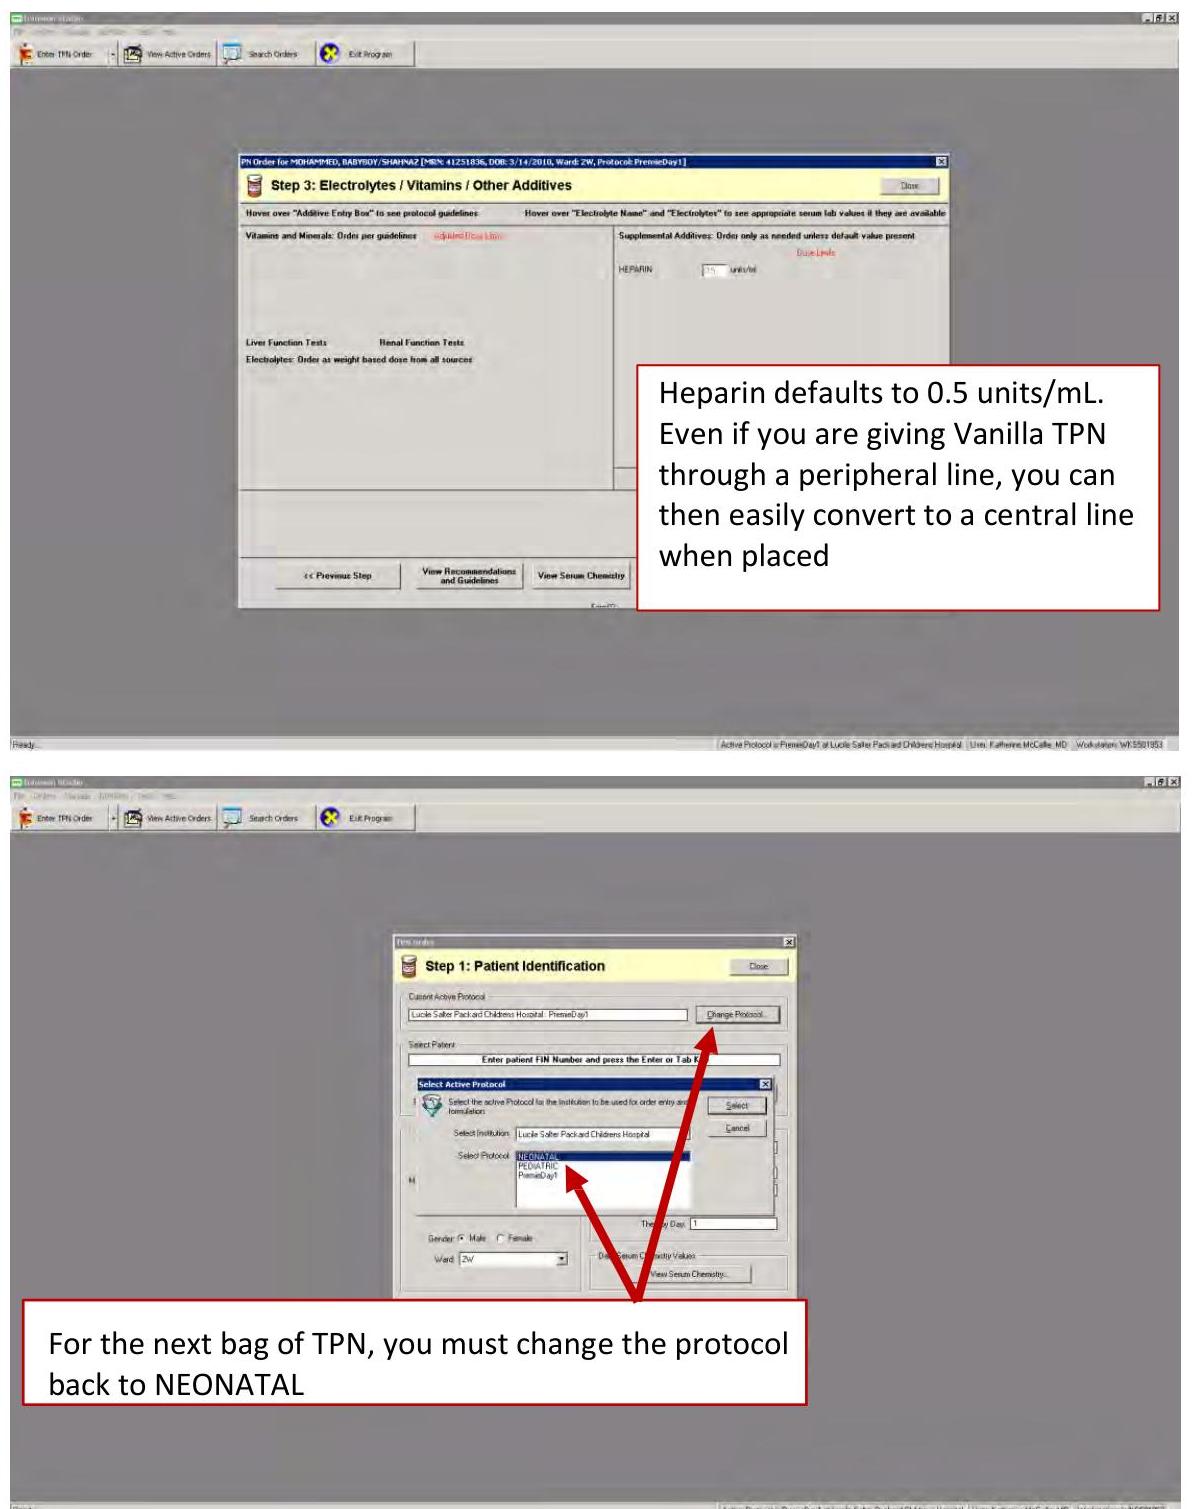 Enter TPN Order View Active Orders Search Orders Exit Program
PN Order for MOHAMMED, BABYBOY/SHAHNAZ [MRN: 41251836, DOB: 3/14/2010, Ward: 2W, Protocol: PremieDay1]
Step 3: Electrolytes / Vitamins / Other Additives
Close
Hover over "Additive Entry Box" to see protocol guidelines Hover over "Electrolyte Name" and "Electrolytes" to see appropriate serum lab values if they are available
Vitamins and Minerals: Order per guidelines Supplemental Additives: Order only as needed unless default value present
Dose Limits
HEPARIN units/ml
Liver Function Tests Renal Function Tests
Electrolytes: Order as weight based dose from all sources
Heparin defaults to 0.5 units/mL.
Even if you are giving Vanilla TPN
through a peripheral line, you can
then easily convert to a central line
when placed
<< Previous Step View Recommendations and Guidelines View Serum Chemistry
Ready... Active Protocol is PremieDay1 at Lucile Salter Packard Childrens Hospital User: Katherine McCallie, MD Workstation: WKS501953
Enter TPN Order View Active Orders Search Orders Exit Program
TPN Order
Step 1: Patient Identification
Close
Current Active Protocol
Lucile Salter Packard Childrens Hospital : PremieDay1 Change Protocol...
Select Patient
Enter patient FIN Number and press the Enter or Tab
Select Active Protocol
Select the active Protocol for the Institution to be used for order entry and
formulation.
Select
Cancel
Select Institution Lucile Salter Packard Childrens Hospital
Select Protocol NEONATAL
PEDIATRIC
PremieDay1
M
Day 1
Gender Male Female
Ward 2W
Serum Chemistry Values
View Serum Chemistry...
For the next bag of TPN, you must change the protocol
back to NEONATAL